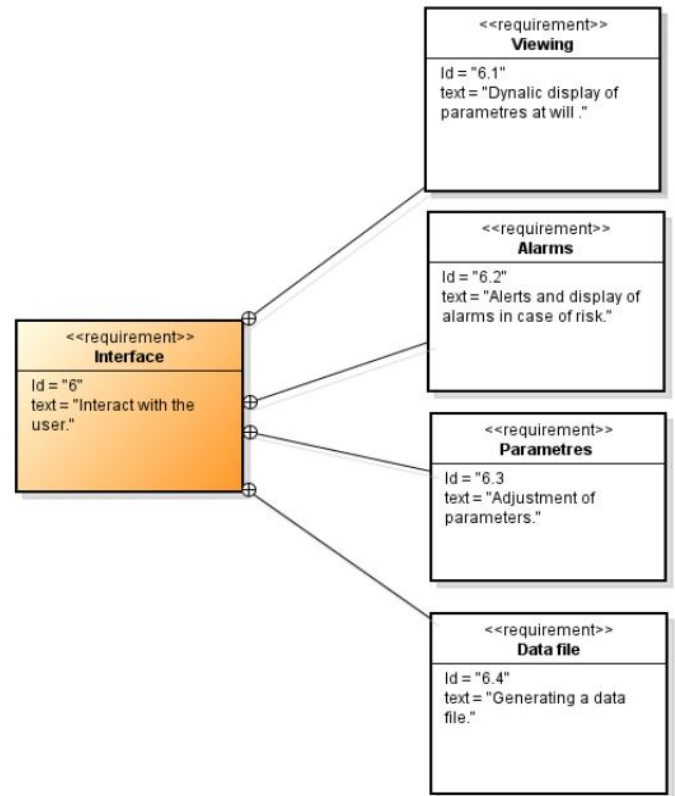 <<requirement>>
Viewing
Id = "6.1"
text = "Dynalic display of
parametres at will ."
<<requirement>>
Alarms
Id = "6.2"
text = "Alerts and display of
alarms in case of risk."
<<requirement>>
Interface
Id = "6"
text = "Interact with the
user."
<<requirement>>
Parametres
Id = "6.3
text = "Adjustment of
parameters."
<<requirement>>
Data file
Id = "6.4"
text = "Generating a data
file."